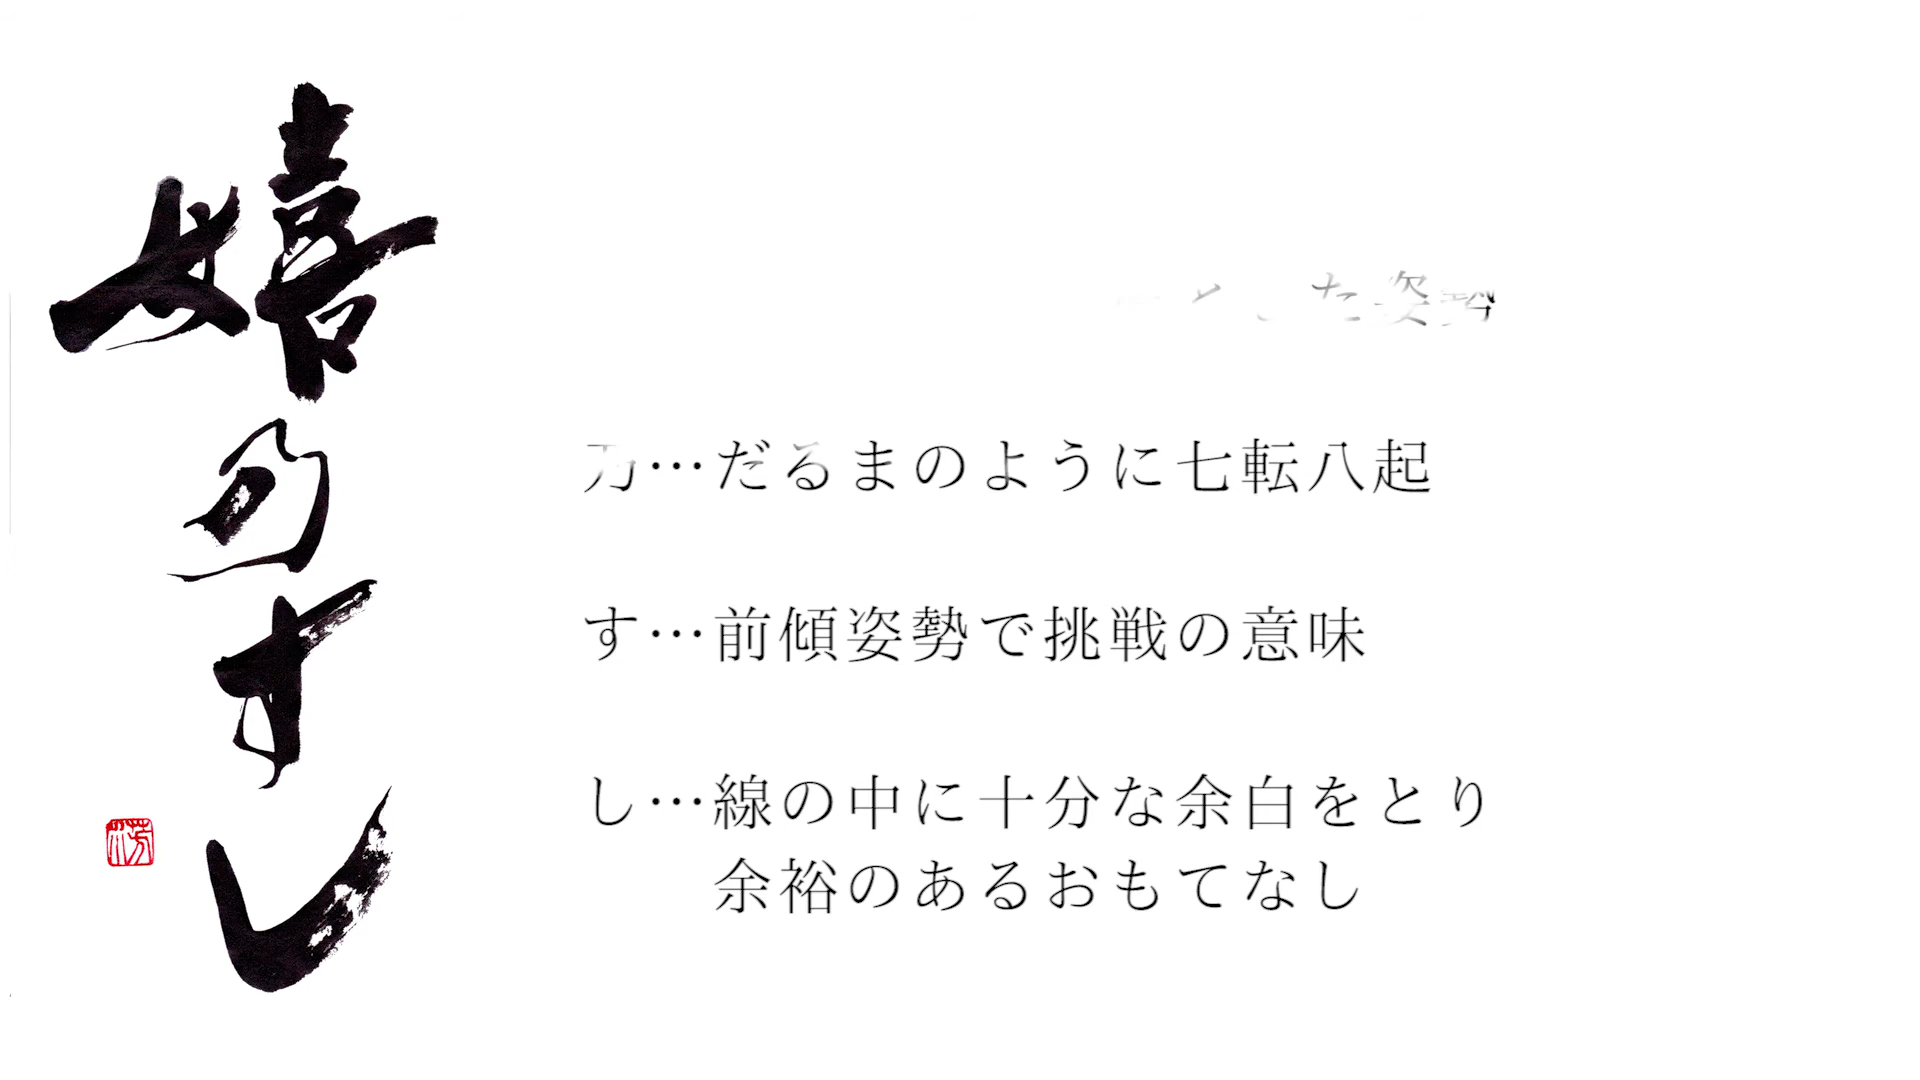 嬉乃すし
た姿勢
乃…だるまのように七転八起
す…前傾姿勢で挑戦の意味
し…線の中に十分な余白をとり
余裕のあるおもてなし